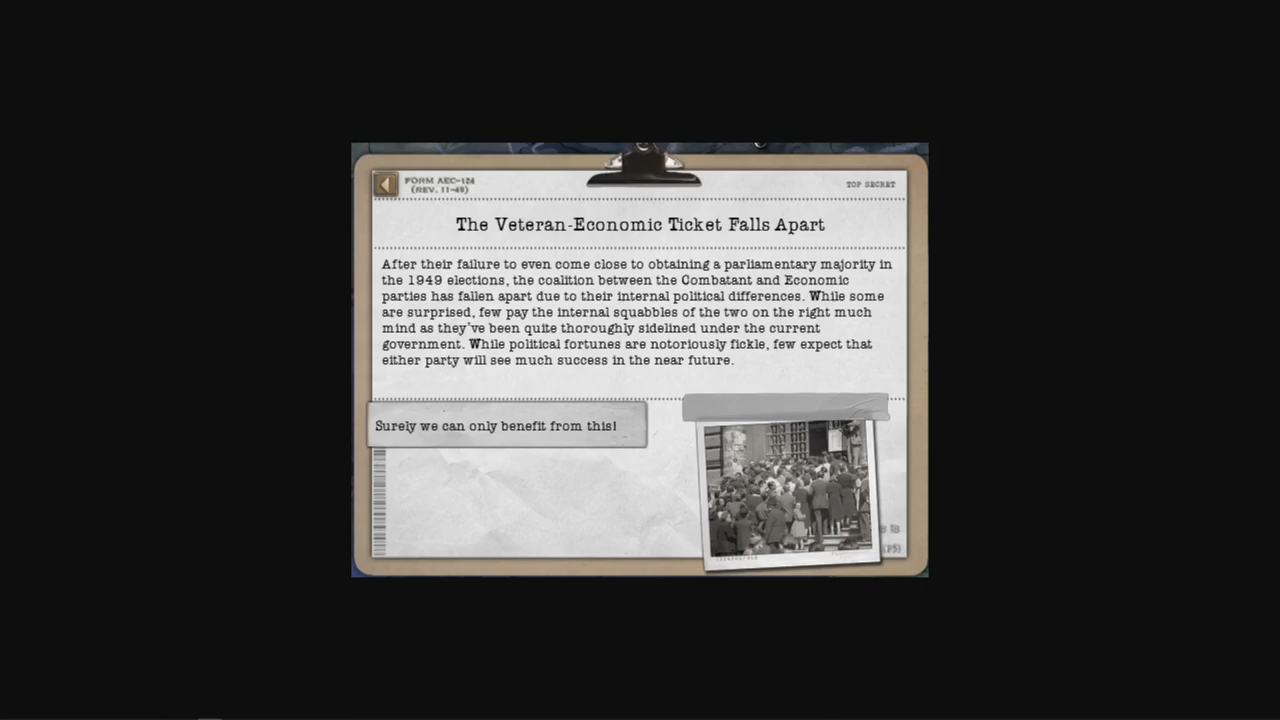 FORM AEC-124
(REV. 11-49)
TOP SECRET
The Veteran-Economic Ticket Falls Apart
After their failure to even come close to obtaining a parliamentary majority in
the 1949 elections, the coalition between the Combatant and Economic
parties has fallen apart due to their internal political differences. While some
are surprised, few pay the internal squabbles of the two on the right much
mind as they've been quite thoroughly sidelined under the current
government. While political fortunes are notoriously fickle, few expect that
either party will see much success in the near future.
Surely we can only benefit from this!